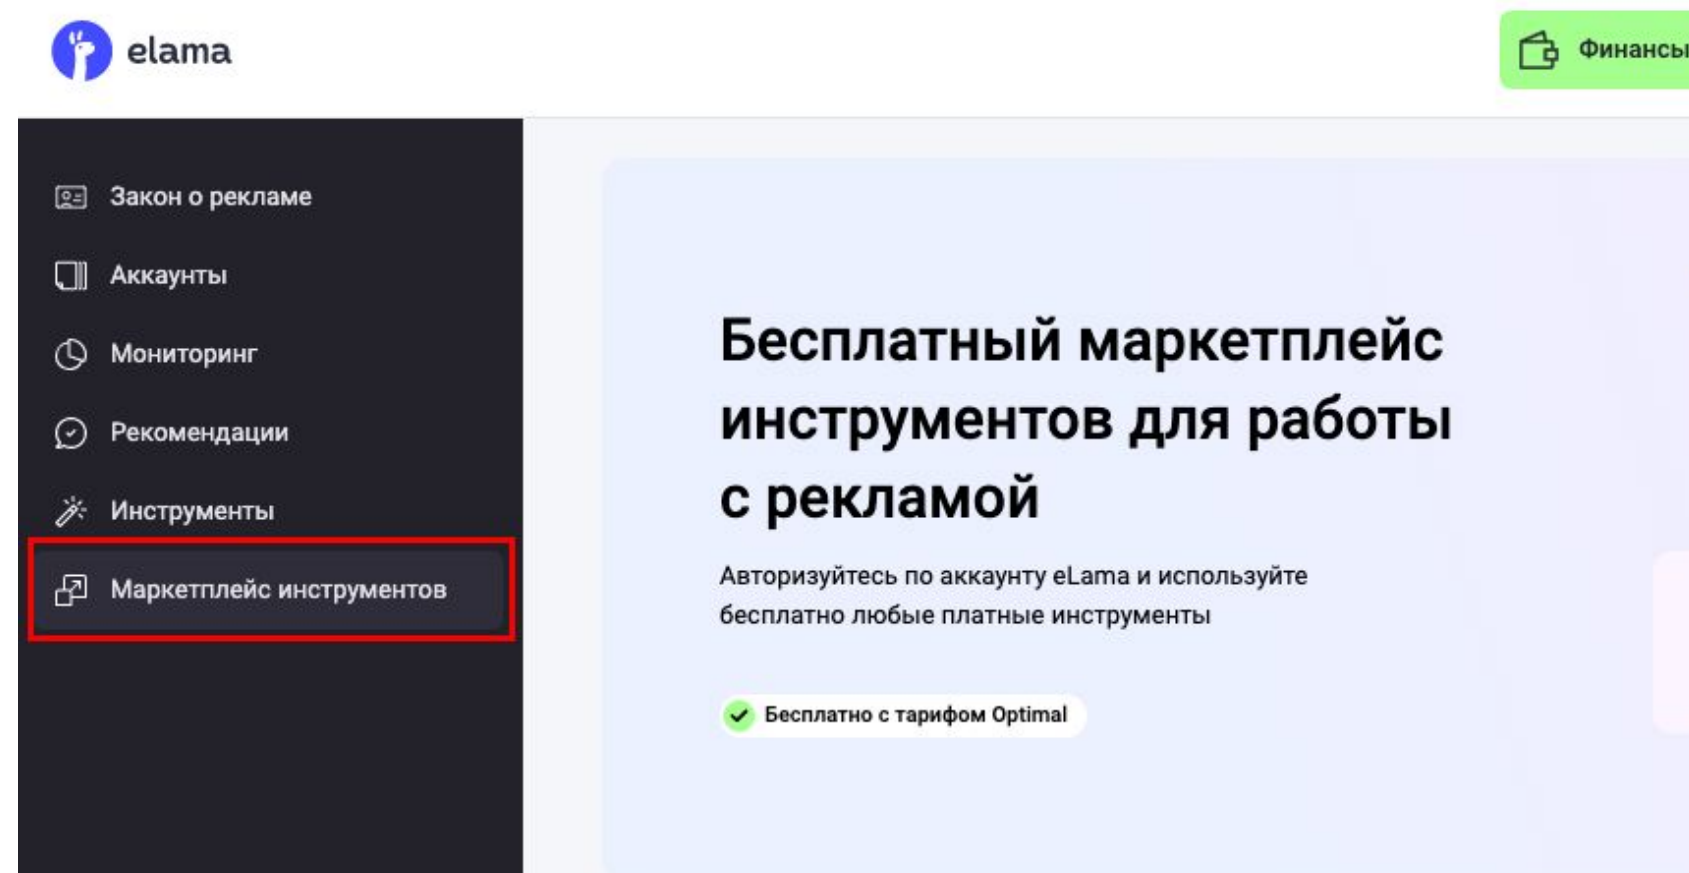 elama
Финансы
Закон о рекламе
Аккаунты
Мониторинг
Рекомендации
Инструменты
Маркетплейс инструментов
Бесплатный маркетплейс
инструментов для работы
с рекламой
Авторизуйтесь по аккаунту eLama и используйте
бесплатно любые платные инструменты
Бесплатно с тарифом Optimal